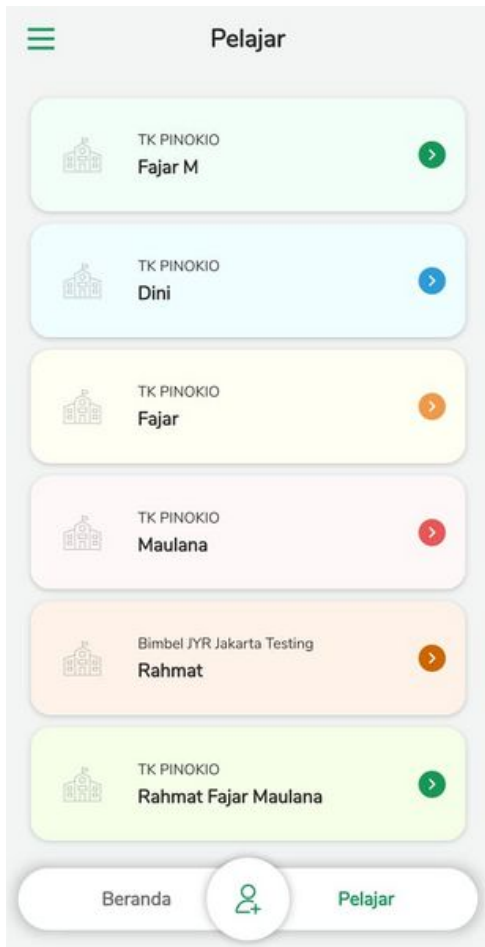 Pelajar
TK PINOKIO
Fajar M
TK PINOKIO
Dini
TK PINOKIO
Fajar
TK PINOKIO
Maulana
Bimbel JYR Jakarta Testing
Rahmat
TK PINOKIO
Rahmat Fajar Maulana
Beranda
Pelajar